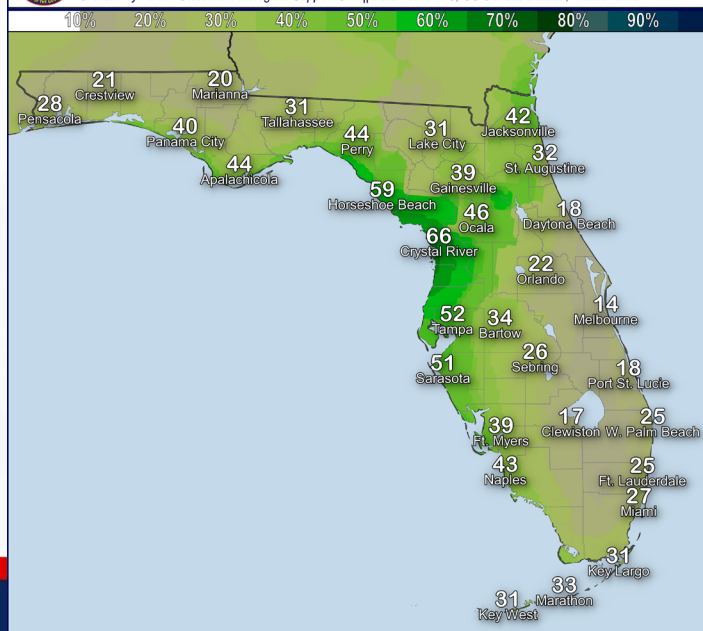 10% 20% 30% 40% 50% 60% 70% 80% 90%
21
Crestview
20
Marianna
28
Pensacola
31
Tallahassee
42
Jacksonville
40
Panama City
44
Perry
31
Lake City
32
St. Augustine
44
Apalachicola
39
Gainesville
59
Horseshoe Beach
46
Ocala
18
Daytona Beach
66
Crystal River
22
Orlando
14
Melbourne
52
Tampa
34
Bartow
26
Sebring
51
Sarasota
18
Port St. Lucie
39
Ft. Myers
17
Clewiston
25
W. Palm Beach
43
Naples
25
Ft. Lauderdale
27
Miami
31
Key Largo
33
Marathon
31
Key West